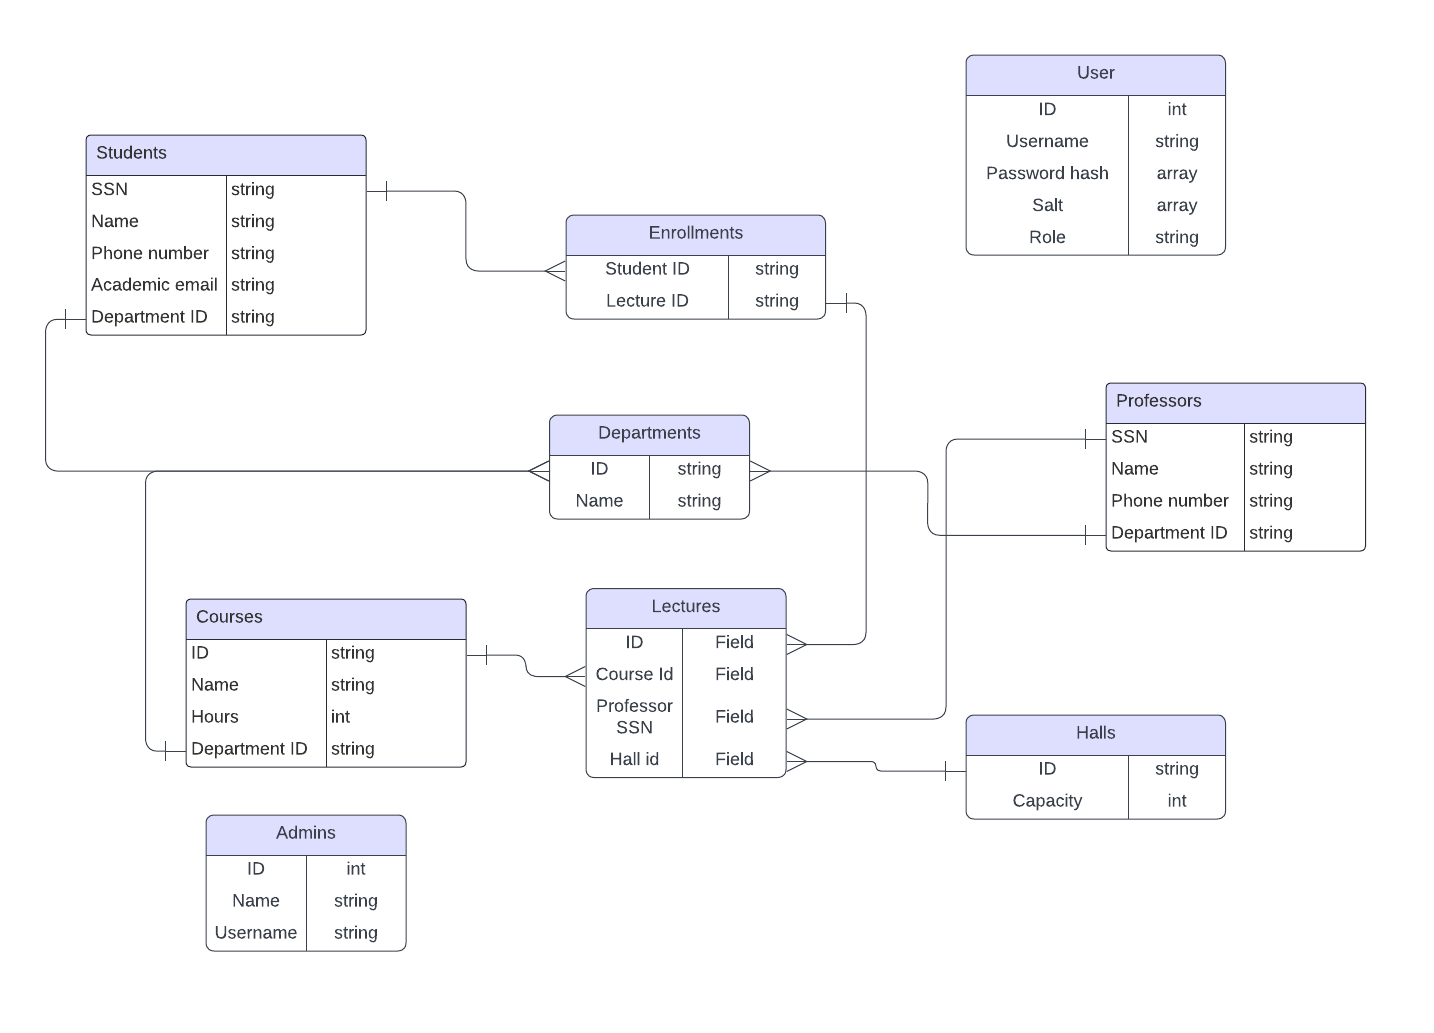 User
ID int
Username string
Password hash array
Salt array
Role string
Students
SSN string
Name string
Phone number string
Academic email string
Department ID string
Enrollments
Student ID string
Lecture ID string
Departments
ID string
Name string
Professors
SSN string
Name string
Phone number string
Department ID string
Courses
ID string
Name string
Hours int
Department ID string
Lectures
ID Field
Course Id Field
Professor
SSN Field
Hall id Field
Halls
ID string
Capacity int
Admins
ID int
Name string
Username string